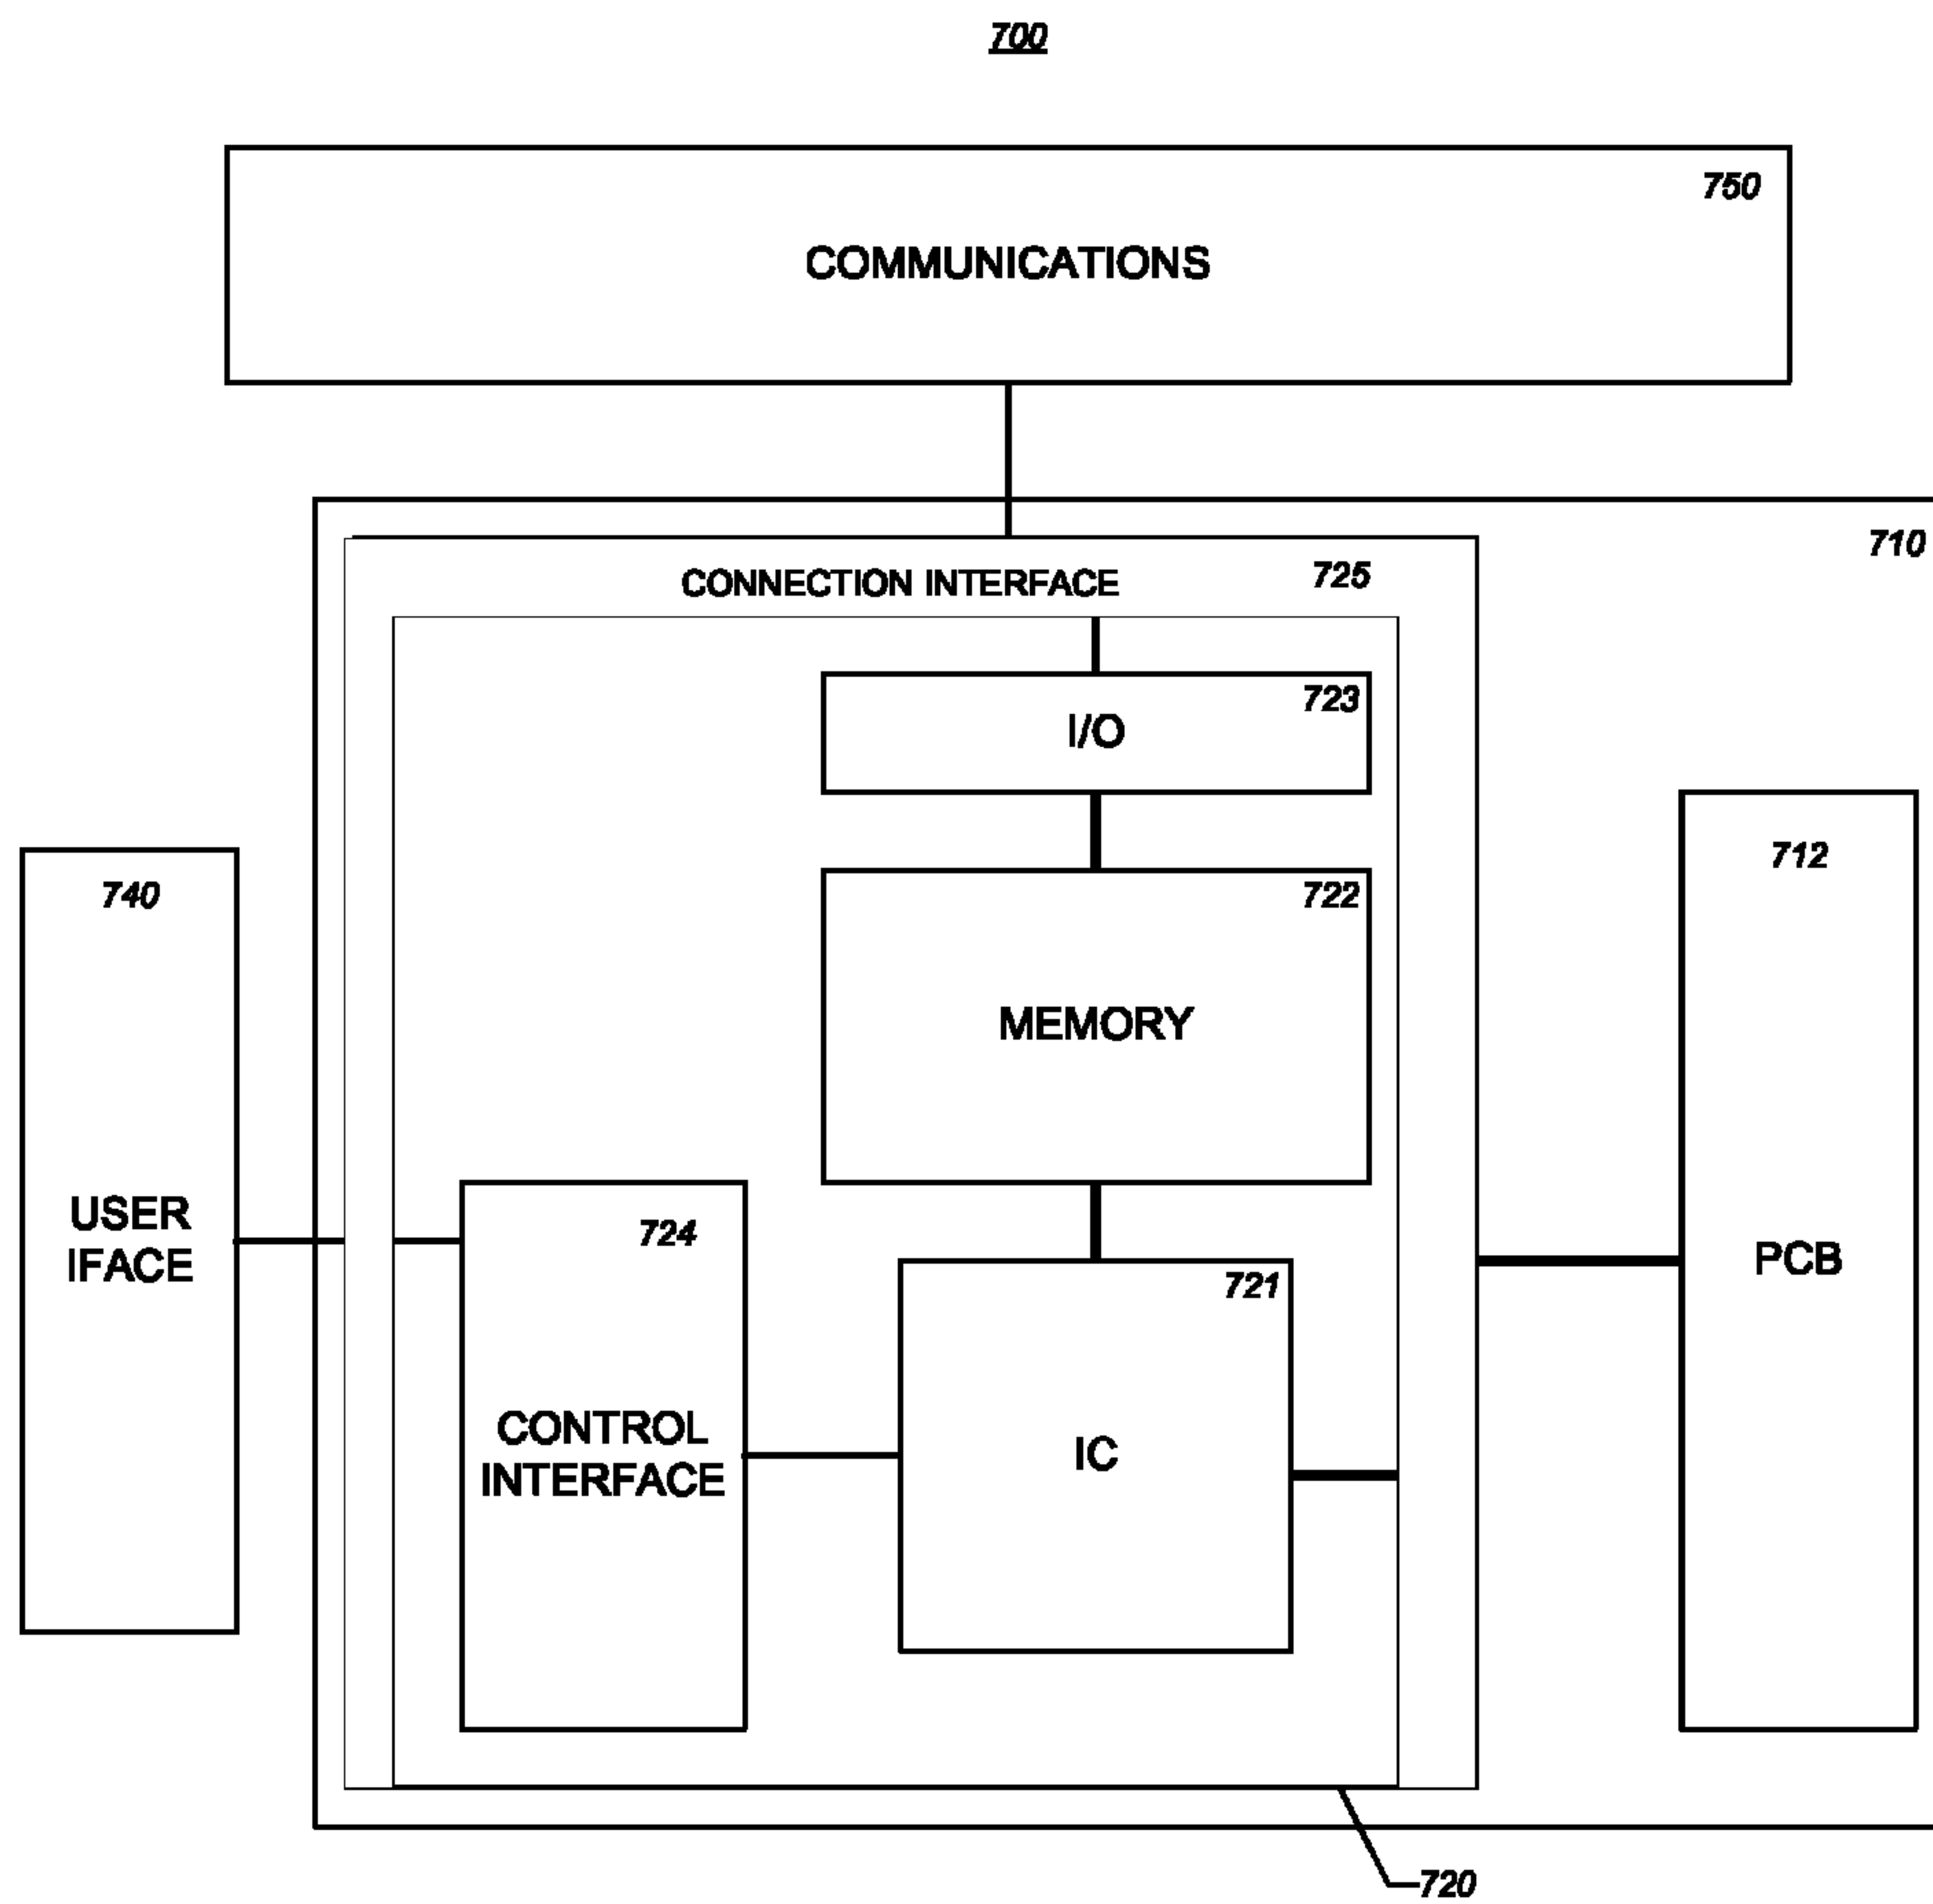 700
750
COMMUNICATIONS
710
CONNECTION INTERFACE 725
723
I/O
722
MEMORY
740
USER
IFACE
712
PCB
724
CONTROL
INTERFACE
721
IC
720